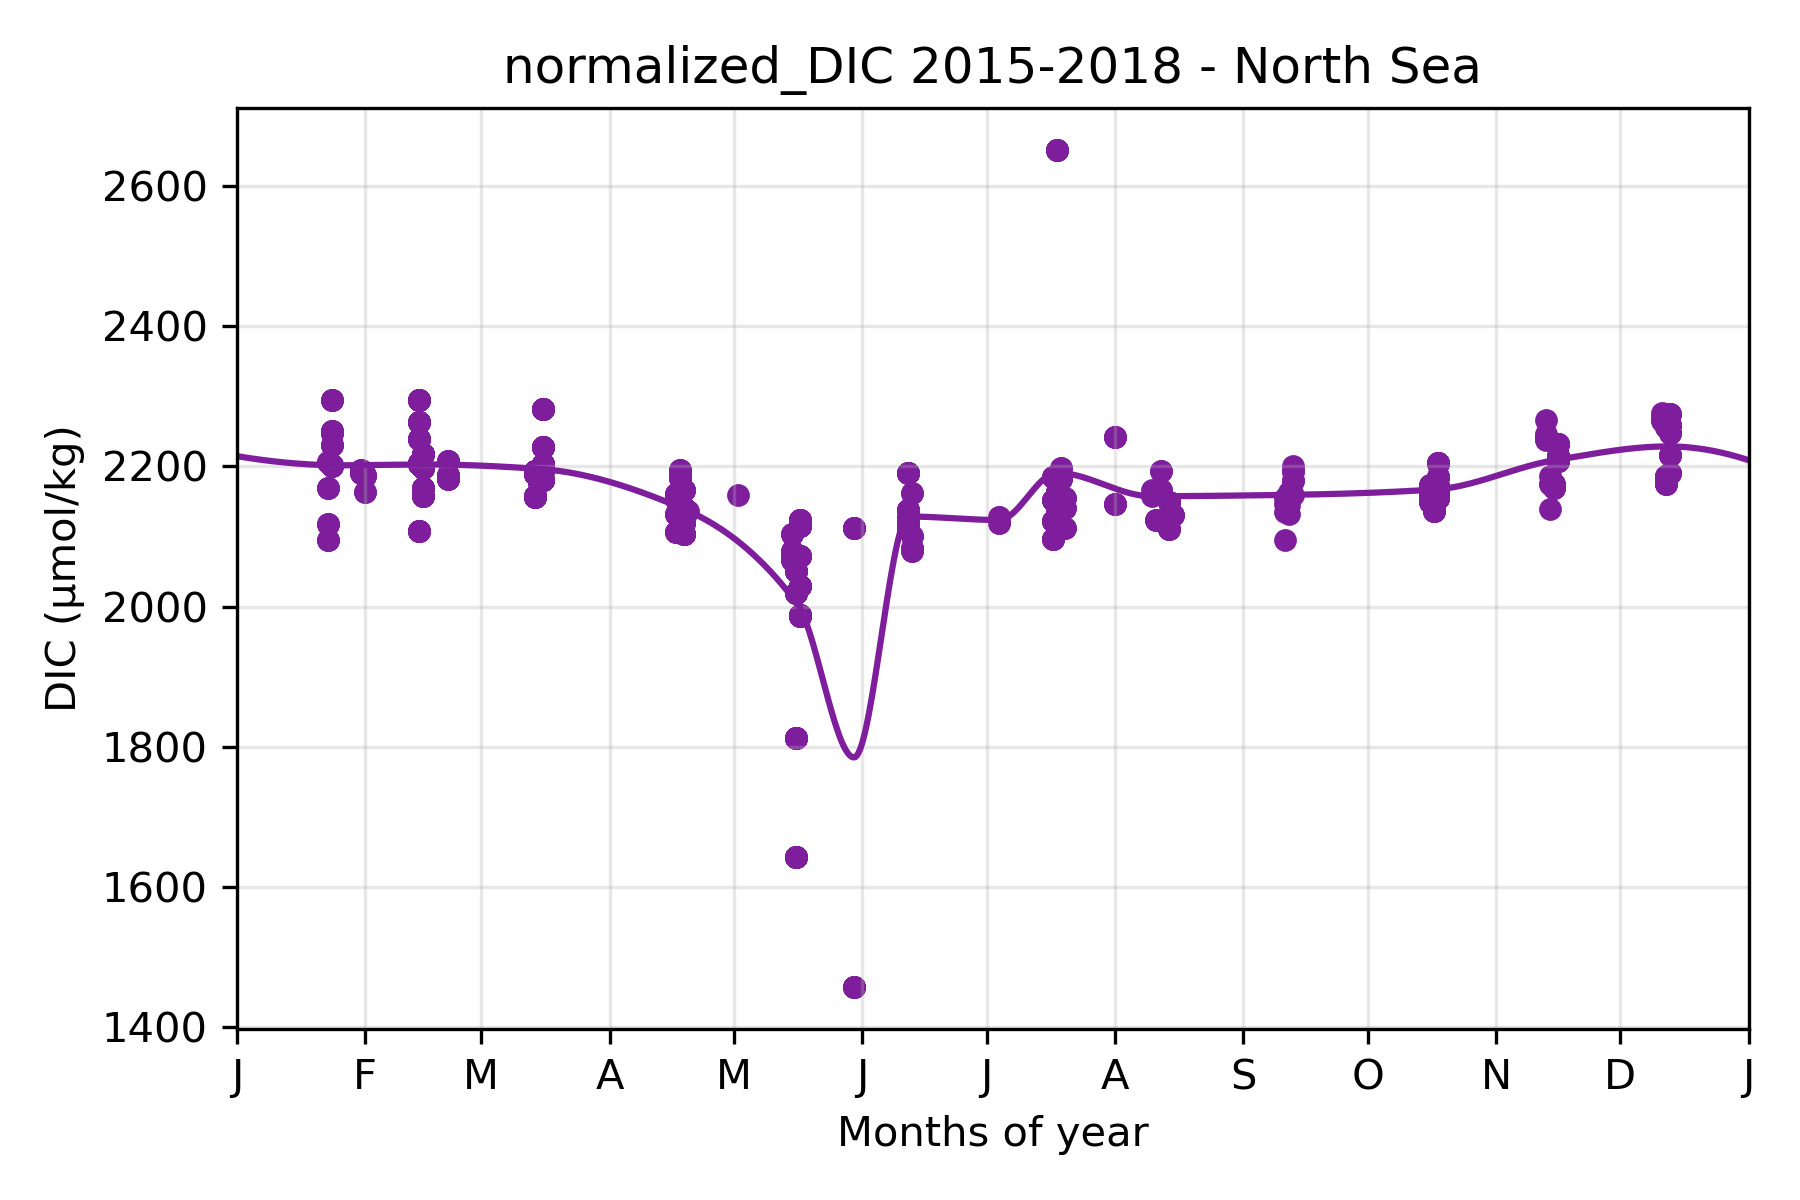 normalized_DIC 2015-2018 - North Sea
DIC (μmol/kg)
2600
2400
2200
2000
1800
1600
1400
J F M A M J J A S O N D J
Months of year